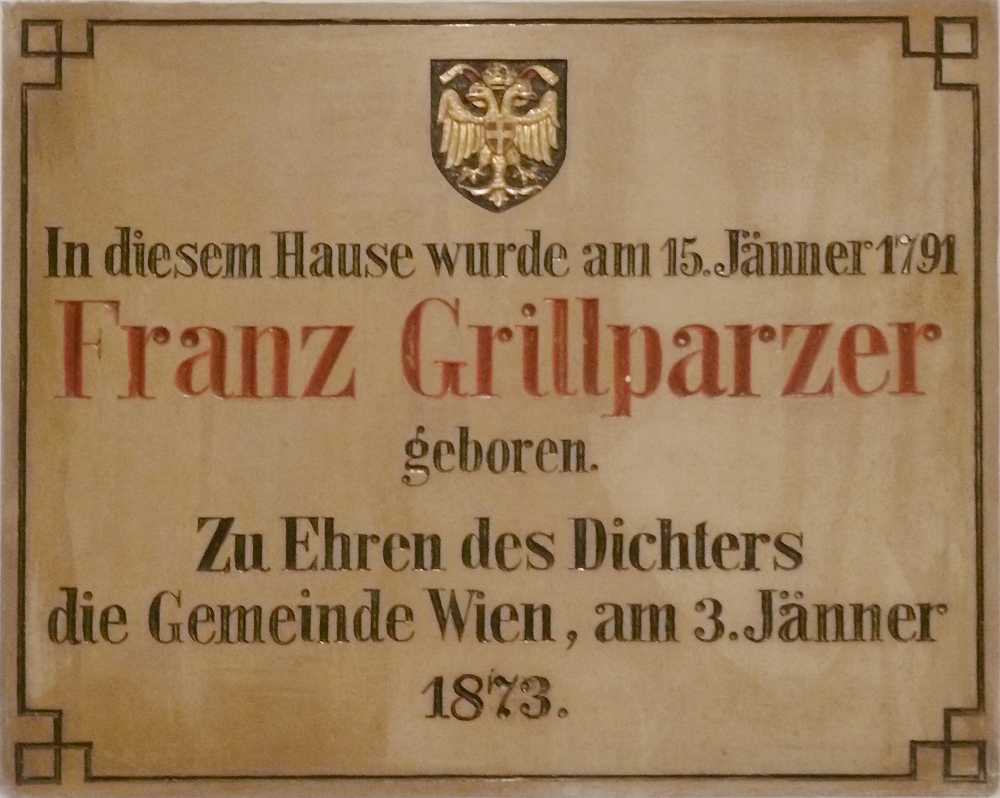 In diesem Hause wurde am 15. Jänner 1791
Franz Grillparzer
geboren.
Zu Ehren des Dichters
die Gemeinde Wien, am 3. Jänner
1873.